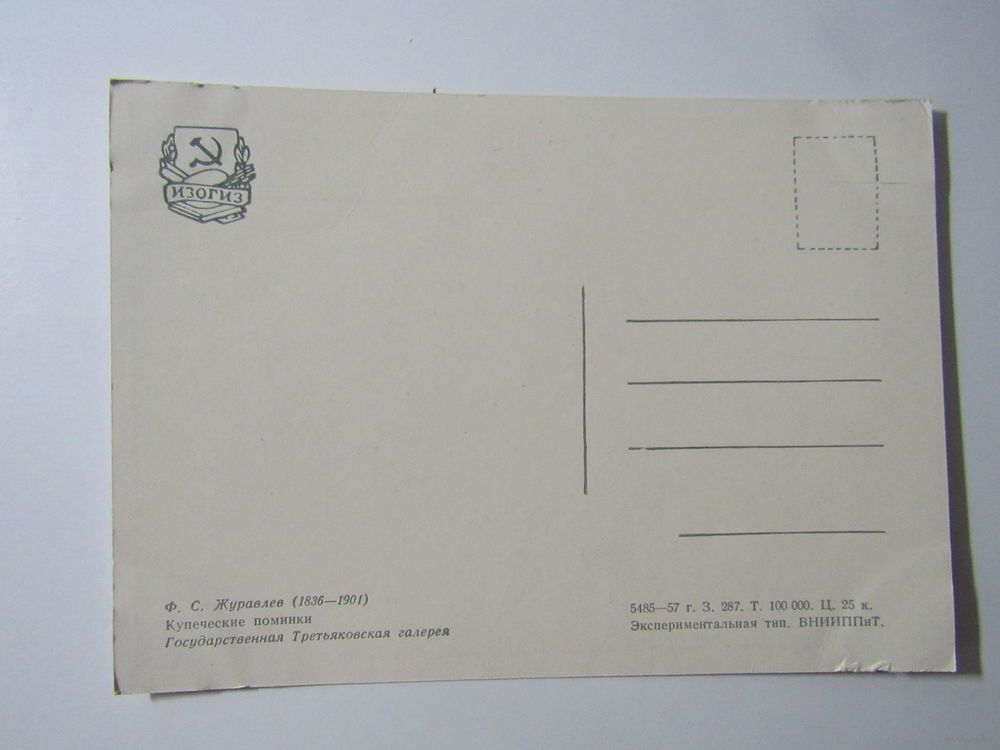 ИЗОГИЗ
Ф. С. Журавлев (1836—1901)
Купеческие поминки
Государственная Третьяковская галерея
5485—57 г. З. 287. Т. 100 000. Ц. 25 к.
Экспериментальная тип. ВНИИППиТ.